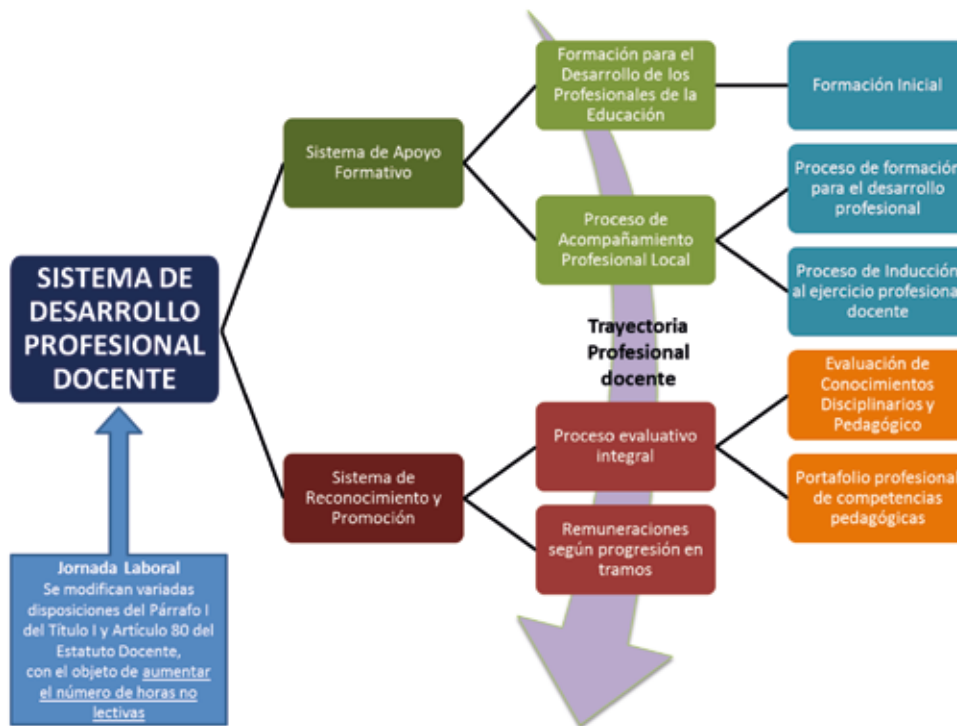 SISTEMA DE
DESARROLLO
PROFESIONAL
DOCENTE
Jornada Laboral
Se modifican variadas
disposiciones del Párrafo I
del Título I y Artículo 80 del
Estatuto Docente,
con el objeto de aumentar
el número de horas no
lectivas
Sistema de Apoyo
Formativo
Sistema de
Reconocimiento y
Promoción
Formación para el
Desarrollo de los
Profesionales de la
Educación
Proceso de
Acompañamiento
Profesional Local
Trayectoria
Profesional
docente
Proceso evaluativo
integral
Remuneraciones
según progresión en
tramos
Formación Inicial
Proceso de formación
para el desarrollo
profesional
Proceso de Inducción
al ejercicio profesional
docente
Evaluación de
Conocimientos
Disciplinarios y
Pedagógico
Portafolio profesional
de competencias
pedagógicas